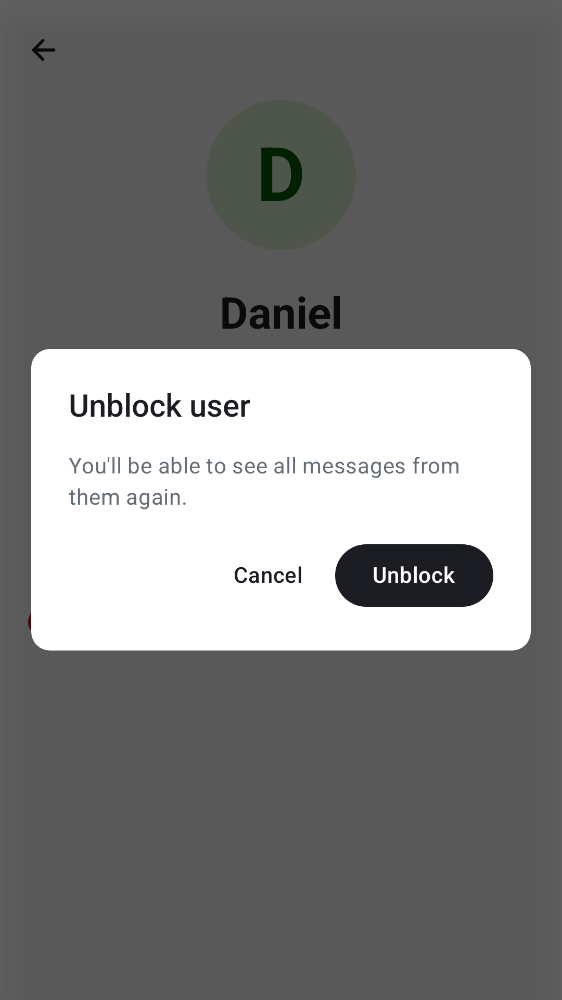 D
Daniel
Unblock user
You'll be able to see all messages from
them again.
Cancel
Unblock